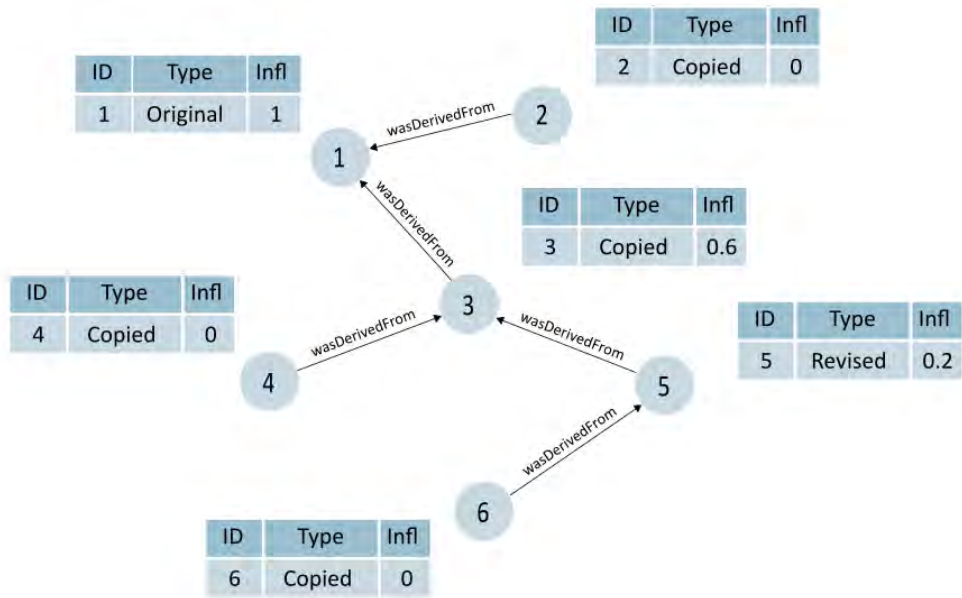 ID Type Infl
2 Copied 0
ID Type Infl
1 Original 1
wasDerivedFrom
2
1
wasDerivedFrom
ID Type Infl
3 Copied 0.6
ID Type Infl
4 Copied 0
3
wasDerivedFrom
wasDerivedFrom
ID Type Infl
5 Revised 0.2
4
5
wasDerivedFrom
6
ID Type Infl
6 Copied 0